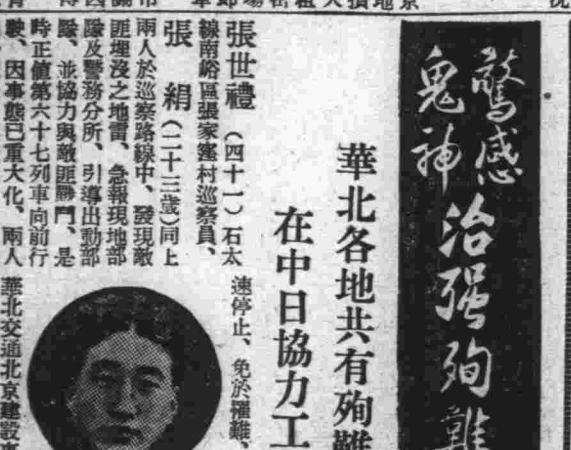 驚感
鬼神
治强殉難
華北各地共有殉難
在中日協力工
張世禮（四十一）石太
線南峪區張家窰村巡察員、
張　絹（二十三歲）同上
兩人於巡察路線中、發現敵
匪埋沒之地雷、急報現地部
隊及警務分所、引導出動部
隊、並協力與敵匪戰鬥、是
時正值第六十七列車向前行
駛、因事態已重大化、兩人
速停止、免於罹難、
華北交通北京建設事